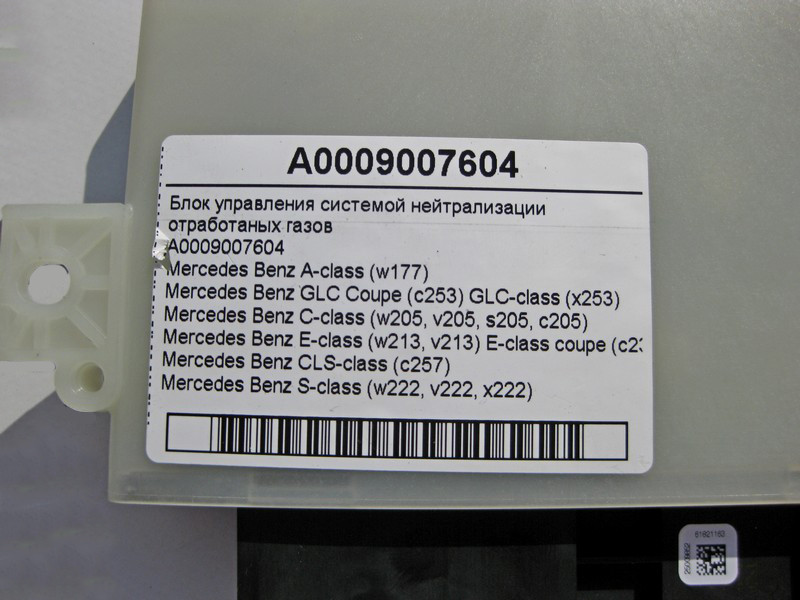 A0009007604
Блок управления системой нейтрализации
отработаных газов
A0009007604
Mercedes Benz A-class (w177)
Mercedes Benz GLC Coupe (c253) GLC-class (x253)
Mercedes Benz C-class (w205, v205, s205, c205)
Mercedes Benz E-class (w213, v213) E-class coupe
Mercedes Benz CLS-class (c257)
Mercedes Benz S-class (w222, v222, x222)